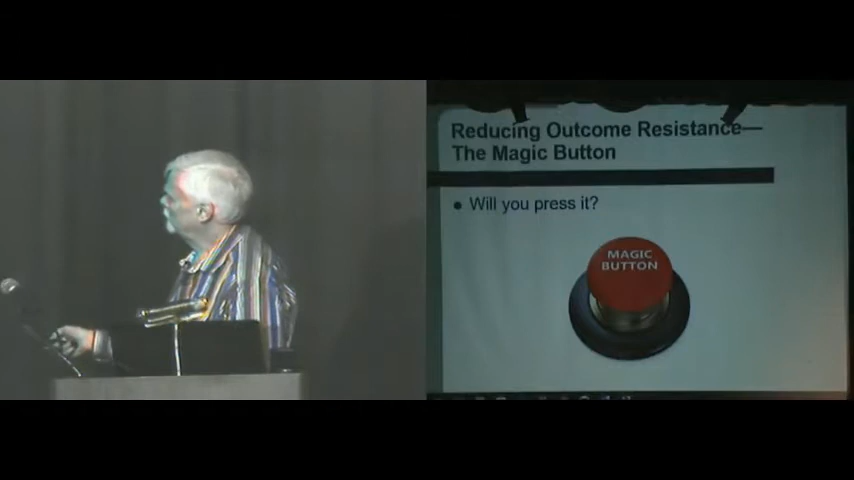 Reducing Outcome Resistance—
The Magic Button
• Will you press it?
MAGIC
BUTTON